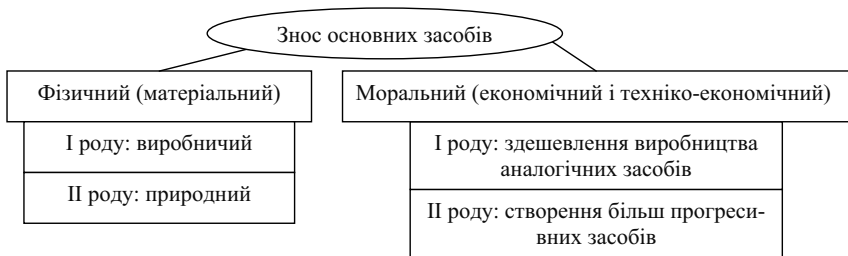 Знос основних засобів
Фізичний (матеріальний)
І роду: виробничий
ІІ роду: природний
Моральний (економічний і техніко-економічний)
І роду: здешевлення виробництва
аналогічних засобів
ІІ роду: створення більш прогреси-
вних засобів